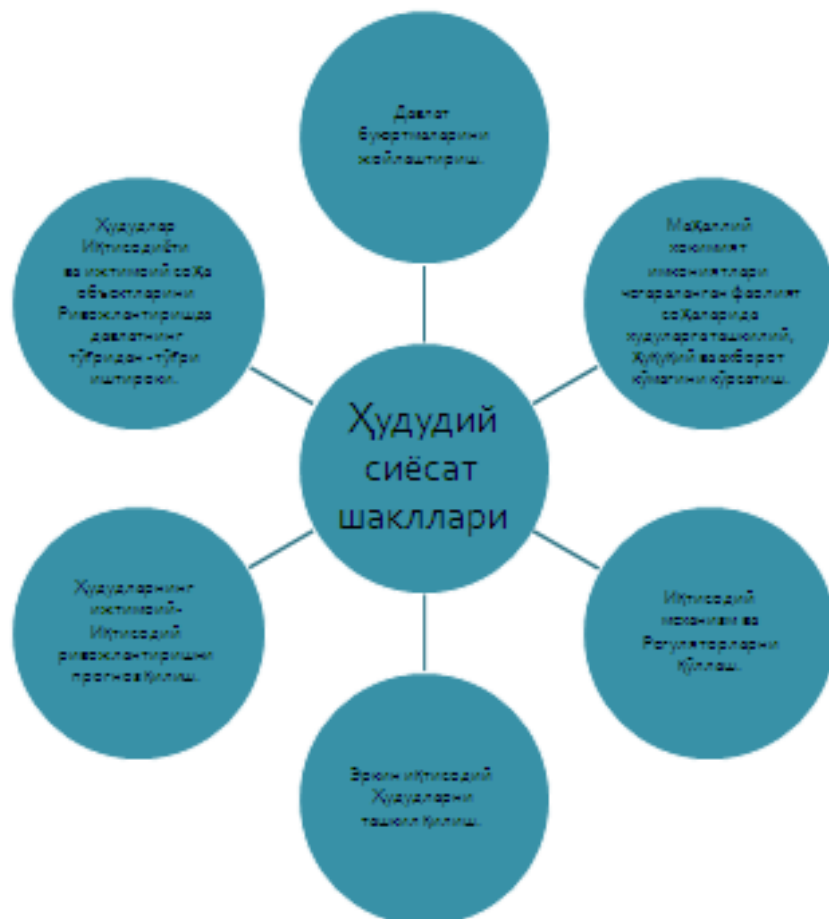 Давлат
буюртмаларини
жойлаштириш.
Маҳаллий
хокимият
имкониятлари
чегараланган фаолият
соҳаларида
худуларга ташкилий,
Ҳуқуқий ва ахборот
кўмагини кўрсатиш.
Иқтисодий
механизм ва
Регуляторларни
Қўллаш.
Эркин иқтисодий
Ҳудудларни
ташкил қилиш.
Ҳудудларнинг
ижтимоий-
Иқтисодий
ривожлантиришни
прогноз қилиш.
Ҳудудлар
Иқтисодиёти
ва ижтимоий соҳа
объектларини
Ривожлантиришда
давлатнинг
тўғридан - тўғри
иштироки.
Ҳудудий
сиёсат
шакллари